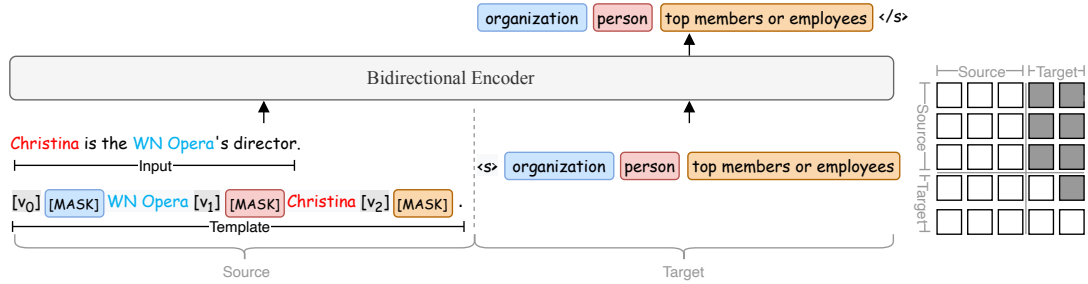 organization person top members or employees </s>
Bidirectional Encoder
Christina is the WN Opera's director.
Input
[v0] [MASK] WN Opera [v1] [MASK] Christina [v2] [MASK] .
Template
Source
<s> organization person top members or employees
Target
Source Target
Source
Target